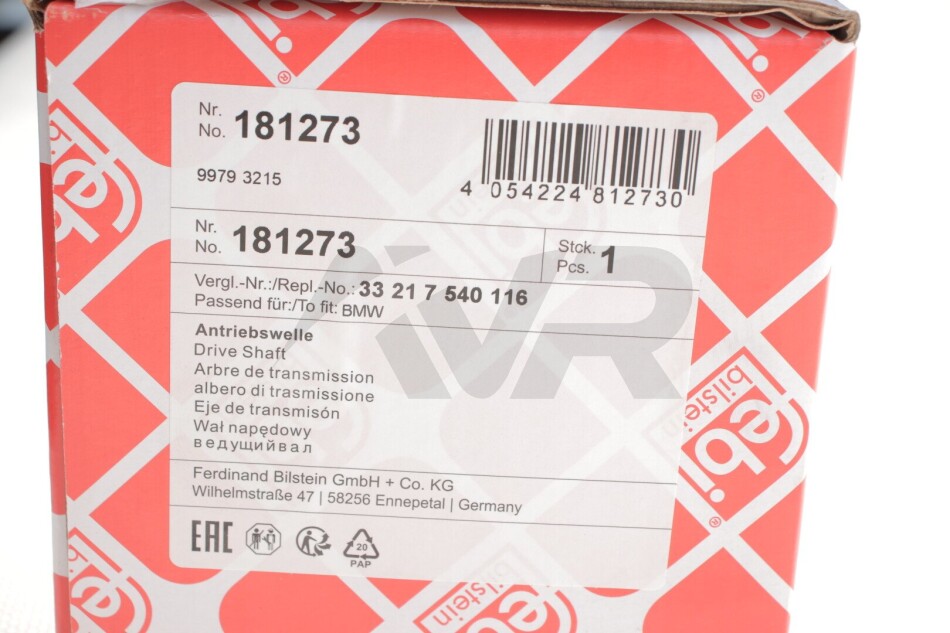 Nr.
No. 181273
9979 3215
4 054224 812730
Nr.
No. 181273
Stck.
Pcs. 1
Vergl.-Nr.:/Repl.-No.: 33 21 7 540 116
Passend für:/To fit: BMW
Antriebswelle
Drive Shaft
Arbre de transmission
albero di trasmissione
Eje de transmisón
Wał napędowy
ведущийвал
Ferdinand Bilstein GmbH + Co. KG
Wilhelmstraße 47 | 58256 Ennepetal | Germany
EAC
20
PAP
febi
bilstein
®